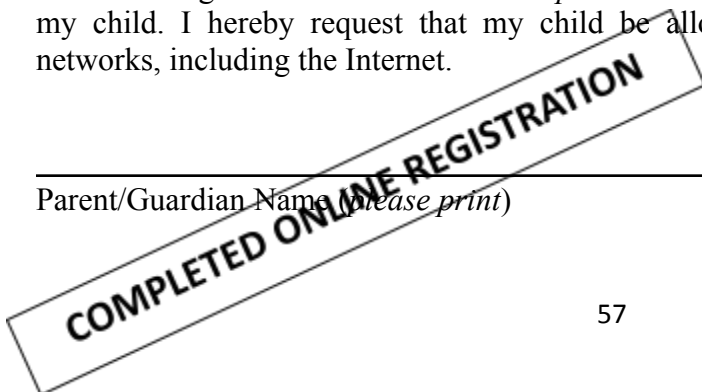 my child. I hereby request that my child be
networks, including the Internet.
Parent/Guardian Name (please print)
COMPLETED ONLINE REGISTRATION
57